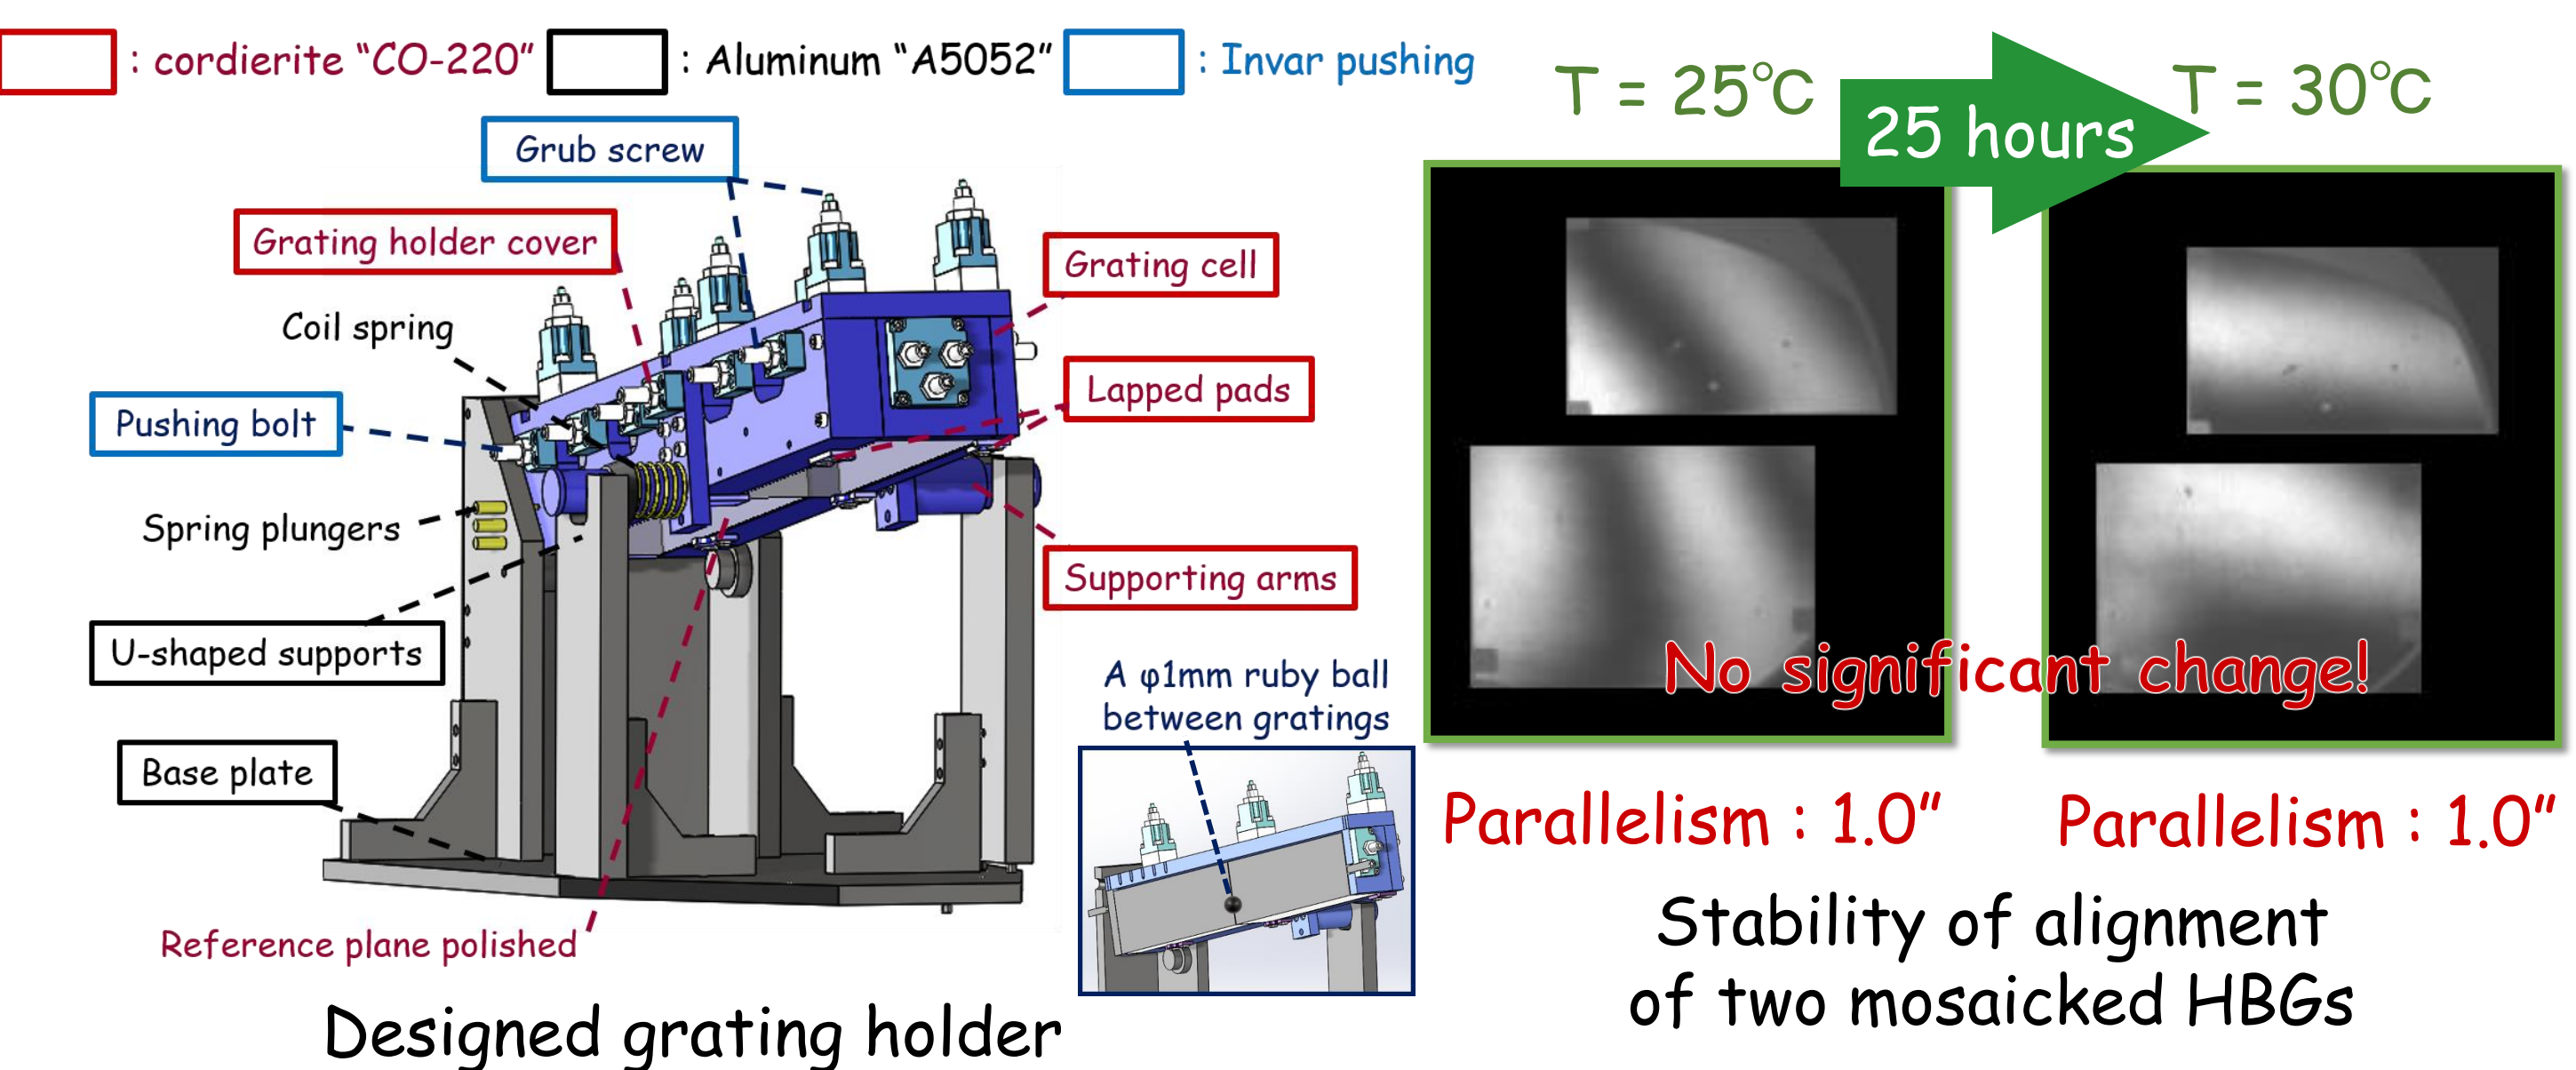 : cordierite “CO-220”
: Aluminum “A5052”
: Invar pushing
Grub screw
Grating holder cover
Coil spring
Pushing bolt
Spring plungers
U-shaped supports
Base plate
Reference plane polished
Grating cell
Lapped pads
Supporting arms
A φ1mm ruby ball
between gratings
Designed grating holder
T = 25℃
25 hours
T = 30℃
No significant change!
Parallelism : 1.0”
Parallelism : 1.0”
Stability of alignment
of two mosaicked HBGs